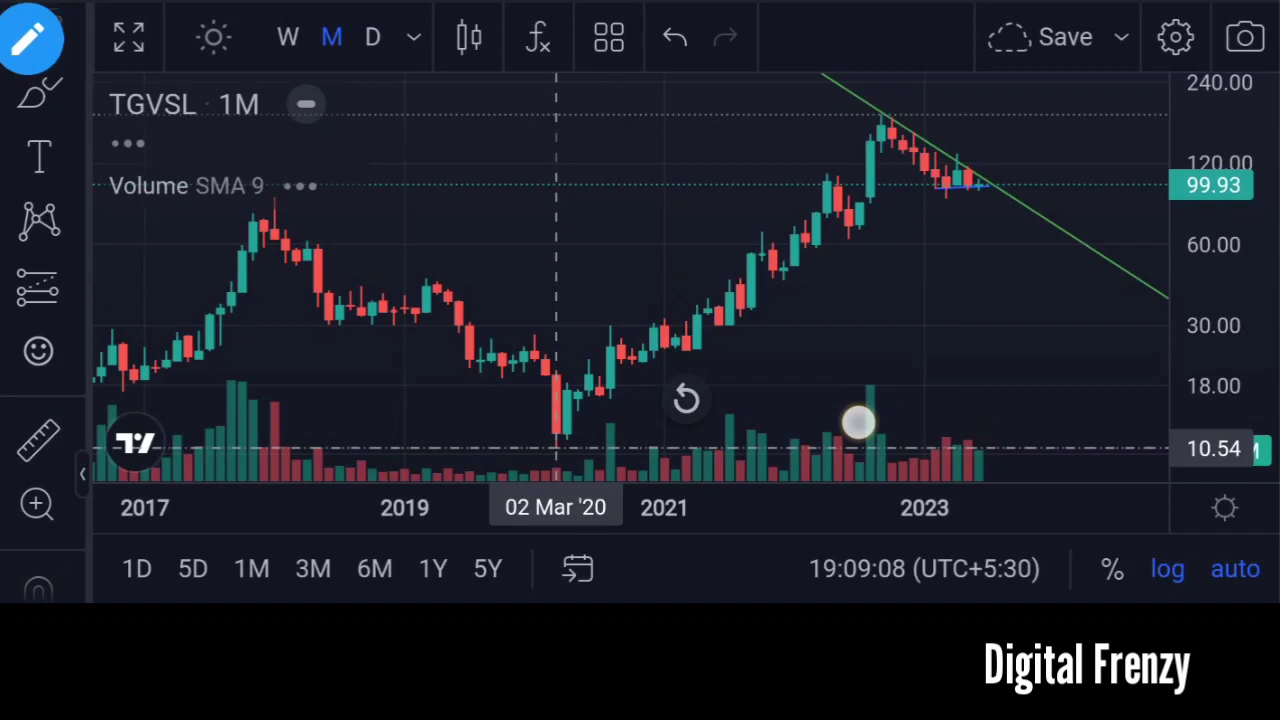 W M D Save
TGVSL · 1M
Volume SMA 9
240.00
120.00
99.93
60.00
30.00
18.00
10.54 M
2017 2019 02 Mar '20 2021 2023
1D 5D 1M 3M 6M 1Y 5Y 19:09:08 (UTC+5:30) % log auto
Digital Frenzy